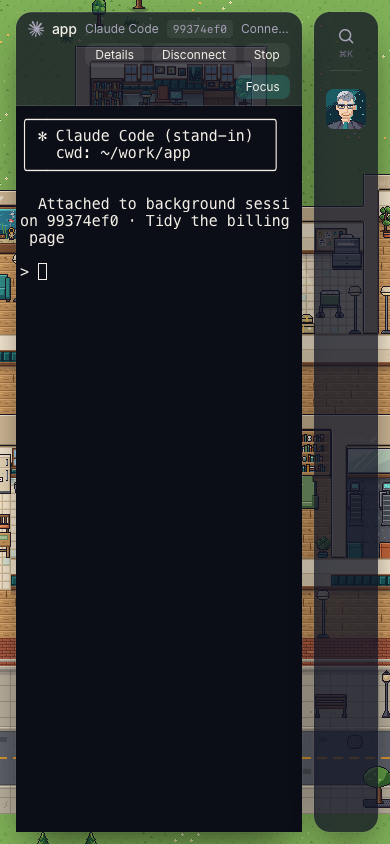 app Claude Code 99374ef0 Conne…
Details Disconnect Stop
Focus
⌘K
✻ Claude Code (stand-in)
cwd: ~/work/app
Attached to background sessi
on 99374ef0 · Tidy the billing
page
>